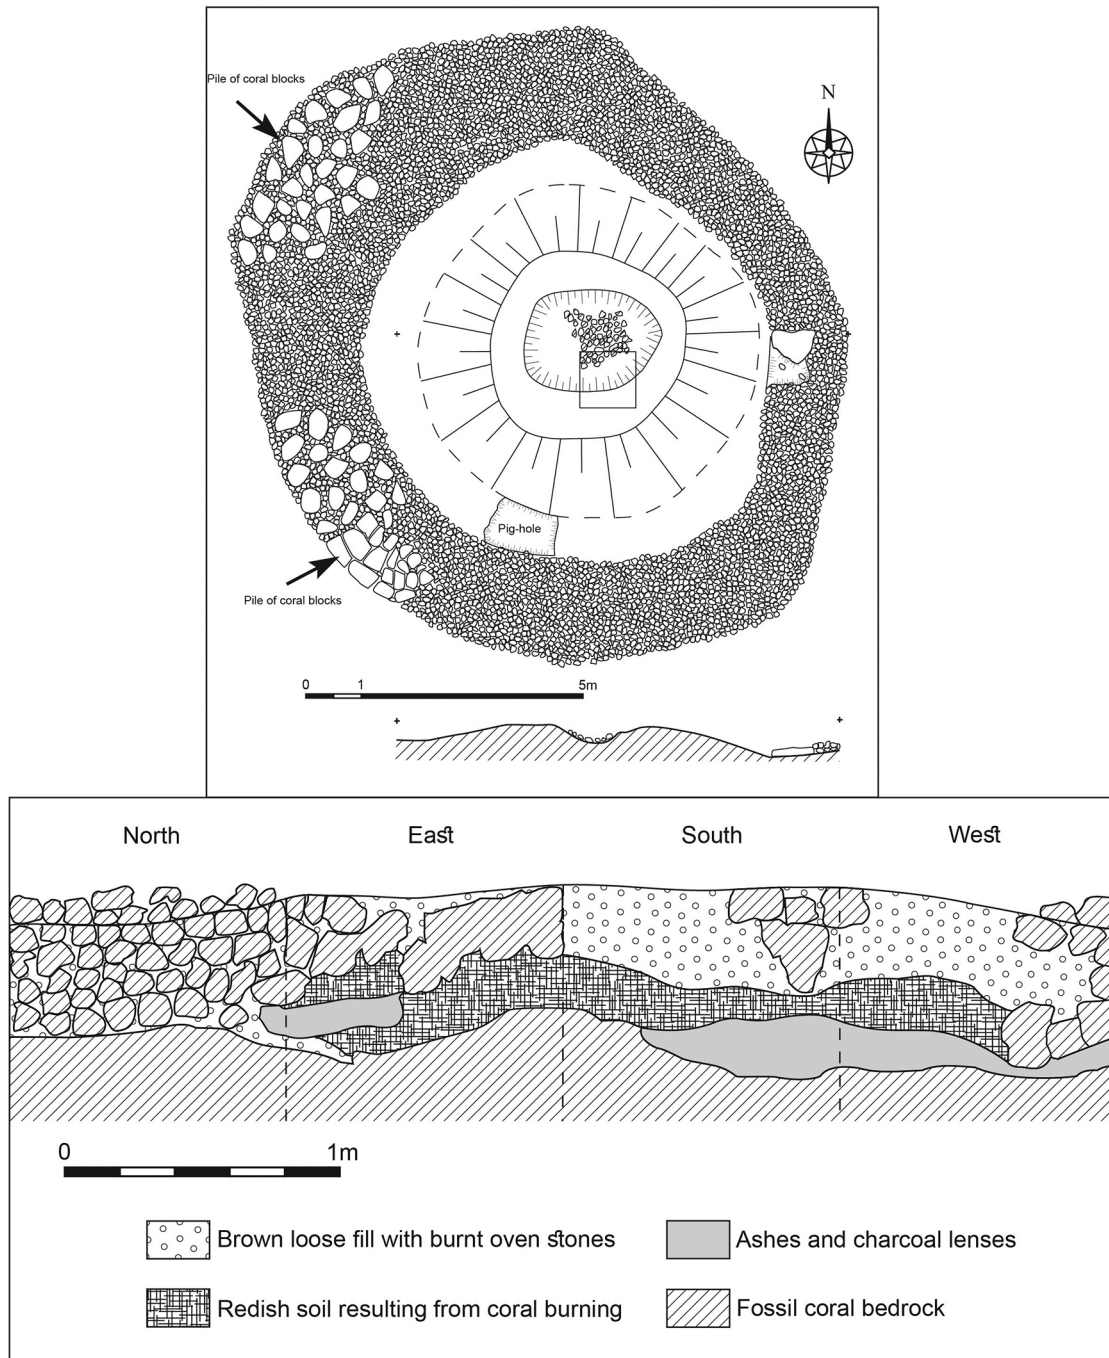 Pile of coral blocks
N
Pig-hole
Pile of coral blocks
0 1 5m
North East South West
0 1m
Brown loose fill with burnt oven stones
Ashes and charcoal lenses
Redish soil resulting from coral burning
Fossil coral bedrock